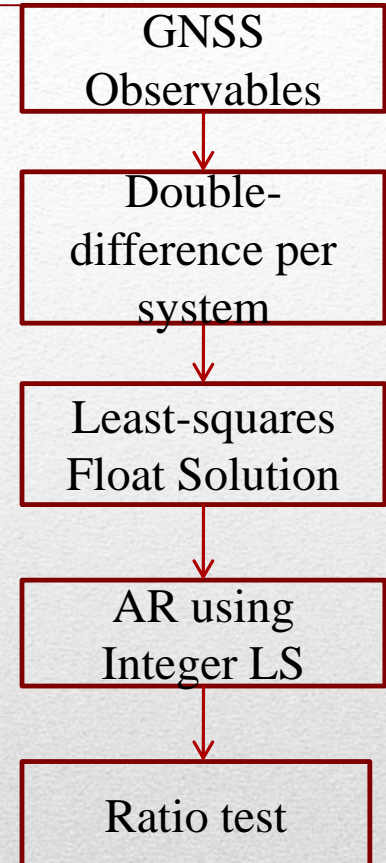 GNSS
Observables
Double-
difference per
system
Least-squares
Float Solution
AR using
Integer LS
Ratio test